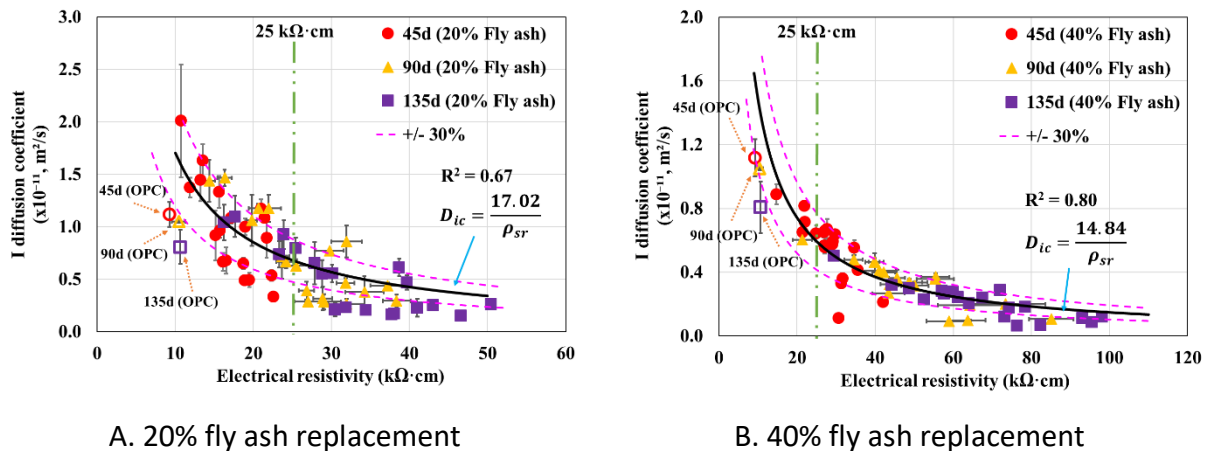 3.0
2.5
2.0
1.5
1.0
0.5
0.0
I diffusion coefficient
(x10⁻¹¹, m²/s)
25 kΩ·cm
45d (20% Fly ash)
90d (20% Fly ash)
135d (20% Fly ash)
+/- 30%
R² = 0.67
D_ic = 17.02 / ρ_sr
45d (OPC)
90d (OPC)
135d (OPC)
0 10 20 30 40 50 60
Electrical resistivity (kΩ·cm)
A. 20% fly ash replacement
2.0
1.6
1.2
0.8
0.4
0.0
I diffusion coefficient
(x10⁻¹¹, m²/s)
25 kΩ·cm
45d (40% Fly ash)
90d (40% Fly ash)
135d (40% Fly ash)
+/- 30%
R² = 0.80
D_ic = 14.84 / ρ_sr
45d (OPC)
90d (OPC)
135d (OPC)
0 20 40 60 80 100 120
Electrical resistivity (kΩ·cm)
B. 40% fly ash replacement